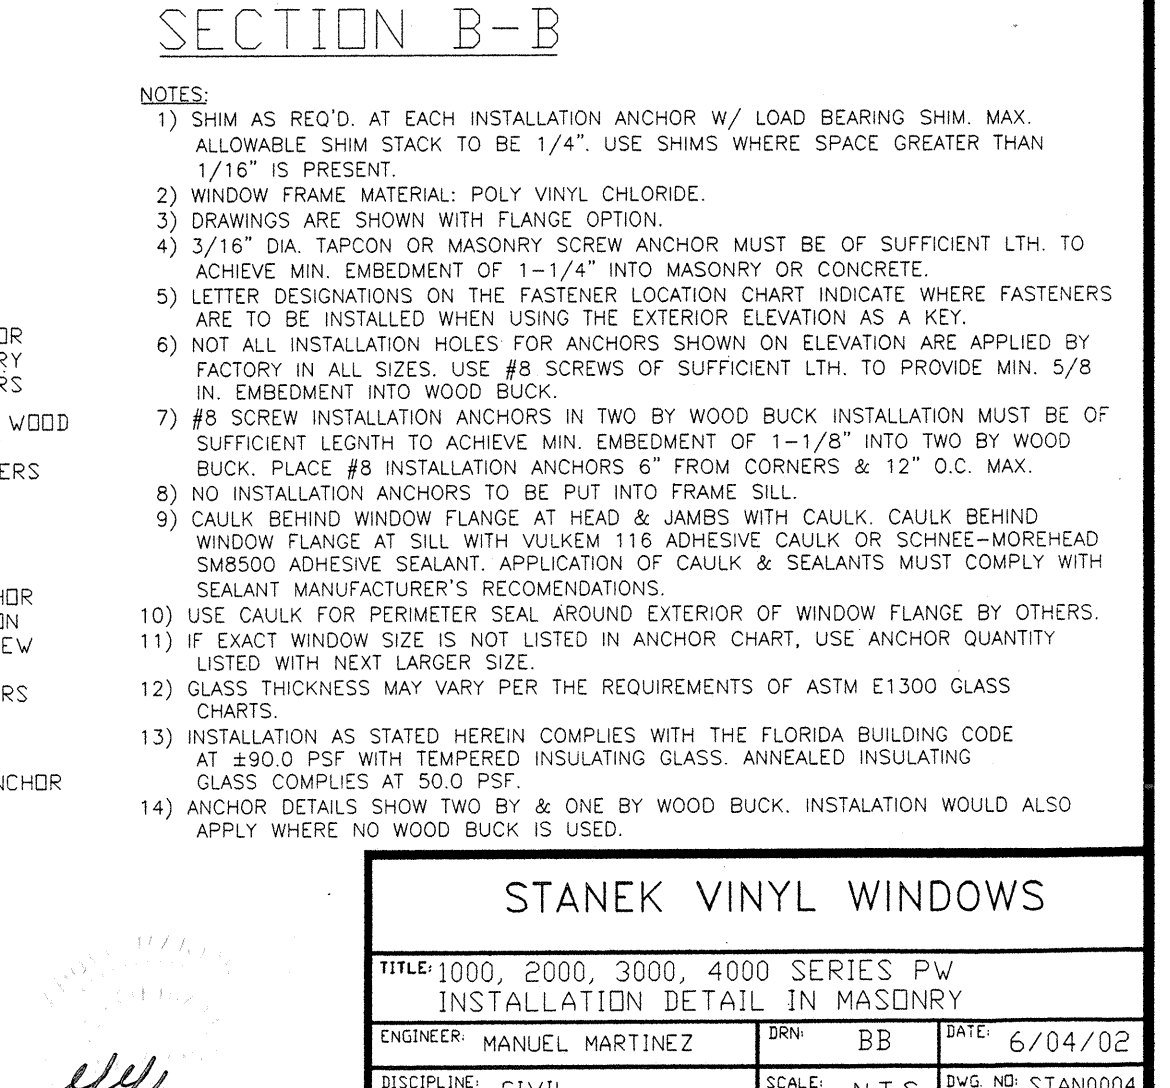 SECTION B-B
NOTES:
1) SHIM AS REQ'D. AT EACH INSTALLATION ANCHOR W/ LOAD BEARING SHIM. MAX.
ALLOWABLE SHIM STACK TO BE 1/4". USE SHIMS WHERE SPACE GREATER THAN
1/16" IS PRESENT.
2) WINDOW FRAME MATERIAL: POLY VINYL CHLORIDE.
3) DRAWINGS ARE SHOWN WITH FLANGE OPTION.
4) 3/16" DIA. TAPCON OR MASONRY SCREW ANCHOR MUST BE OF SUFFICIENT LTH. TO
ACHIEVE MIN. EMBEDMENT OF 1-1/4" INTO MASONRY OR CONCRETE.
5) LETTER DESIGNATIONS ON THE FASTENER LOCATION CHART INDICATE WHERE FASTENERS
ARE TO BE INSTALLED WHEN USING THE EXTERIOR ELEVATION AS A KEY.
6) NOT ALL INSTALLATION HOLES FOR ANCHORS SHOWN ON ELEVATION ARE APPLIED BY
FACTORY IN ALL SIZES. USE #8 SCREWS OF SUFFICIENT LTH. TO PROVIDE MIN. 5/8
IN. EMBEDMENT INTO WOOD BUCK.
7) #8 SCREW INSTALLATION ANCHORS IN TWO BY WOOD BUCK INSTALLATION MUST BE OF
SUFFICIENT LEGNTH TO ACHIEVE MIN. EMBEDMENT OF 1-1/8" INTO TWO BY WOOD
BUCK. PLACE #8 INSTALLATION ANCHORS 6" FROM CORNERS & 12" O.C. MAX.
8) NO INSTALLATION ANCHORS TO BE PUT INTO FRAME SILL.
9) CAULK BEHIND WINDOW FLANGE AT HEAD & JAMBS WITH CAULK. CAULK BEHIND
WINDOW FLANGE AT SILL WITH VULKEM 116 ADHESIVE CAULK OR SCHNEE-MOREHEAD
SM8500 ADHESIVE SEALANT. APPLICATION OF CAULK & SEALANTS MUST COMPLY WITH
SEALANT MANUFACTURER'S RECOMENDATIONS.
10) USE CAULK FOR PERIMETER SEAL AROUND EXTERIOR OF WINDOW FLANGE BY OTHERS.
11) IF EXACT WINDOW SIZE IS NOT LISTED IN ANCHOR CHART, USE ANCHOR QUANTITY
LISTED WITH NEXT LARGER SIZE.
12) GLASS THICKNESS MAY VARY PER THE REQUIREMENTS OF ASTM E1300 GLASS
CHARTS.
13) INSTALLATION AS STATED HEREIN COMPLIES WITH THE FLORIDA BUILDING CODE
AT ±90.0 PSF WITH TEMPERED INSULATING GLASS. ANNEALED INSULATING
GLASS COMPLIES AT 50.0 PSF.
14) ANCHOR DETAILS SHOW TWO BY & ONE BY WOOD BUCK. INSTALATION WOULD ALSO
APPLY WHERE NO WOOD BUCK IS USED.
OR
RY
RS
WOOD
ERS
HOR
ON
EW
RS
NCHOR
STANEK VINYL WINDOWS
TITLE: 1000, 2000, 3000, 4000 SERIES PW
INSTALLATION DETAIL IN MASONRY
ENGINEER: MANUEL MARTINEZ DRN: BB DATE: 6/04/02
DISCIPLINE: CIVIL SCALE: N.T.S. DWG. NO: STAN0004